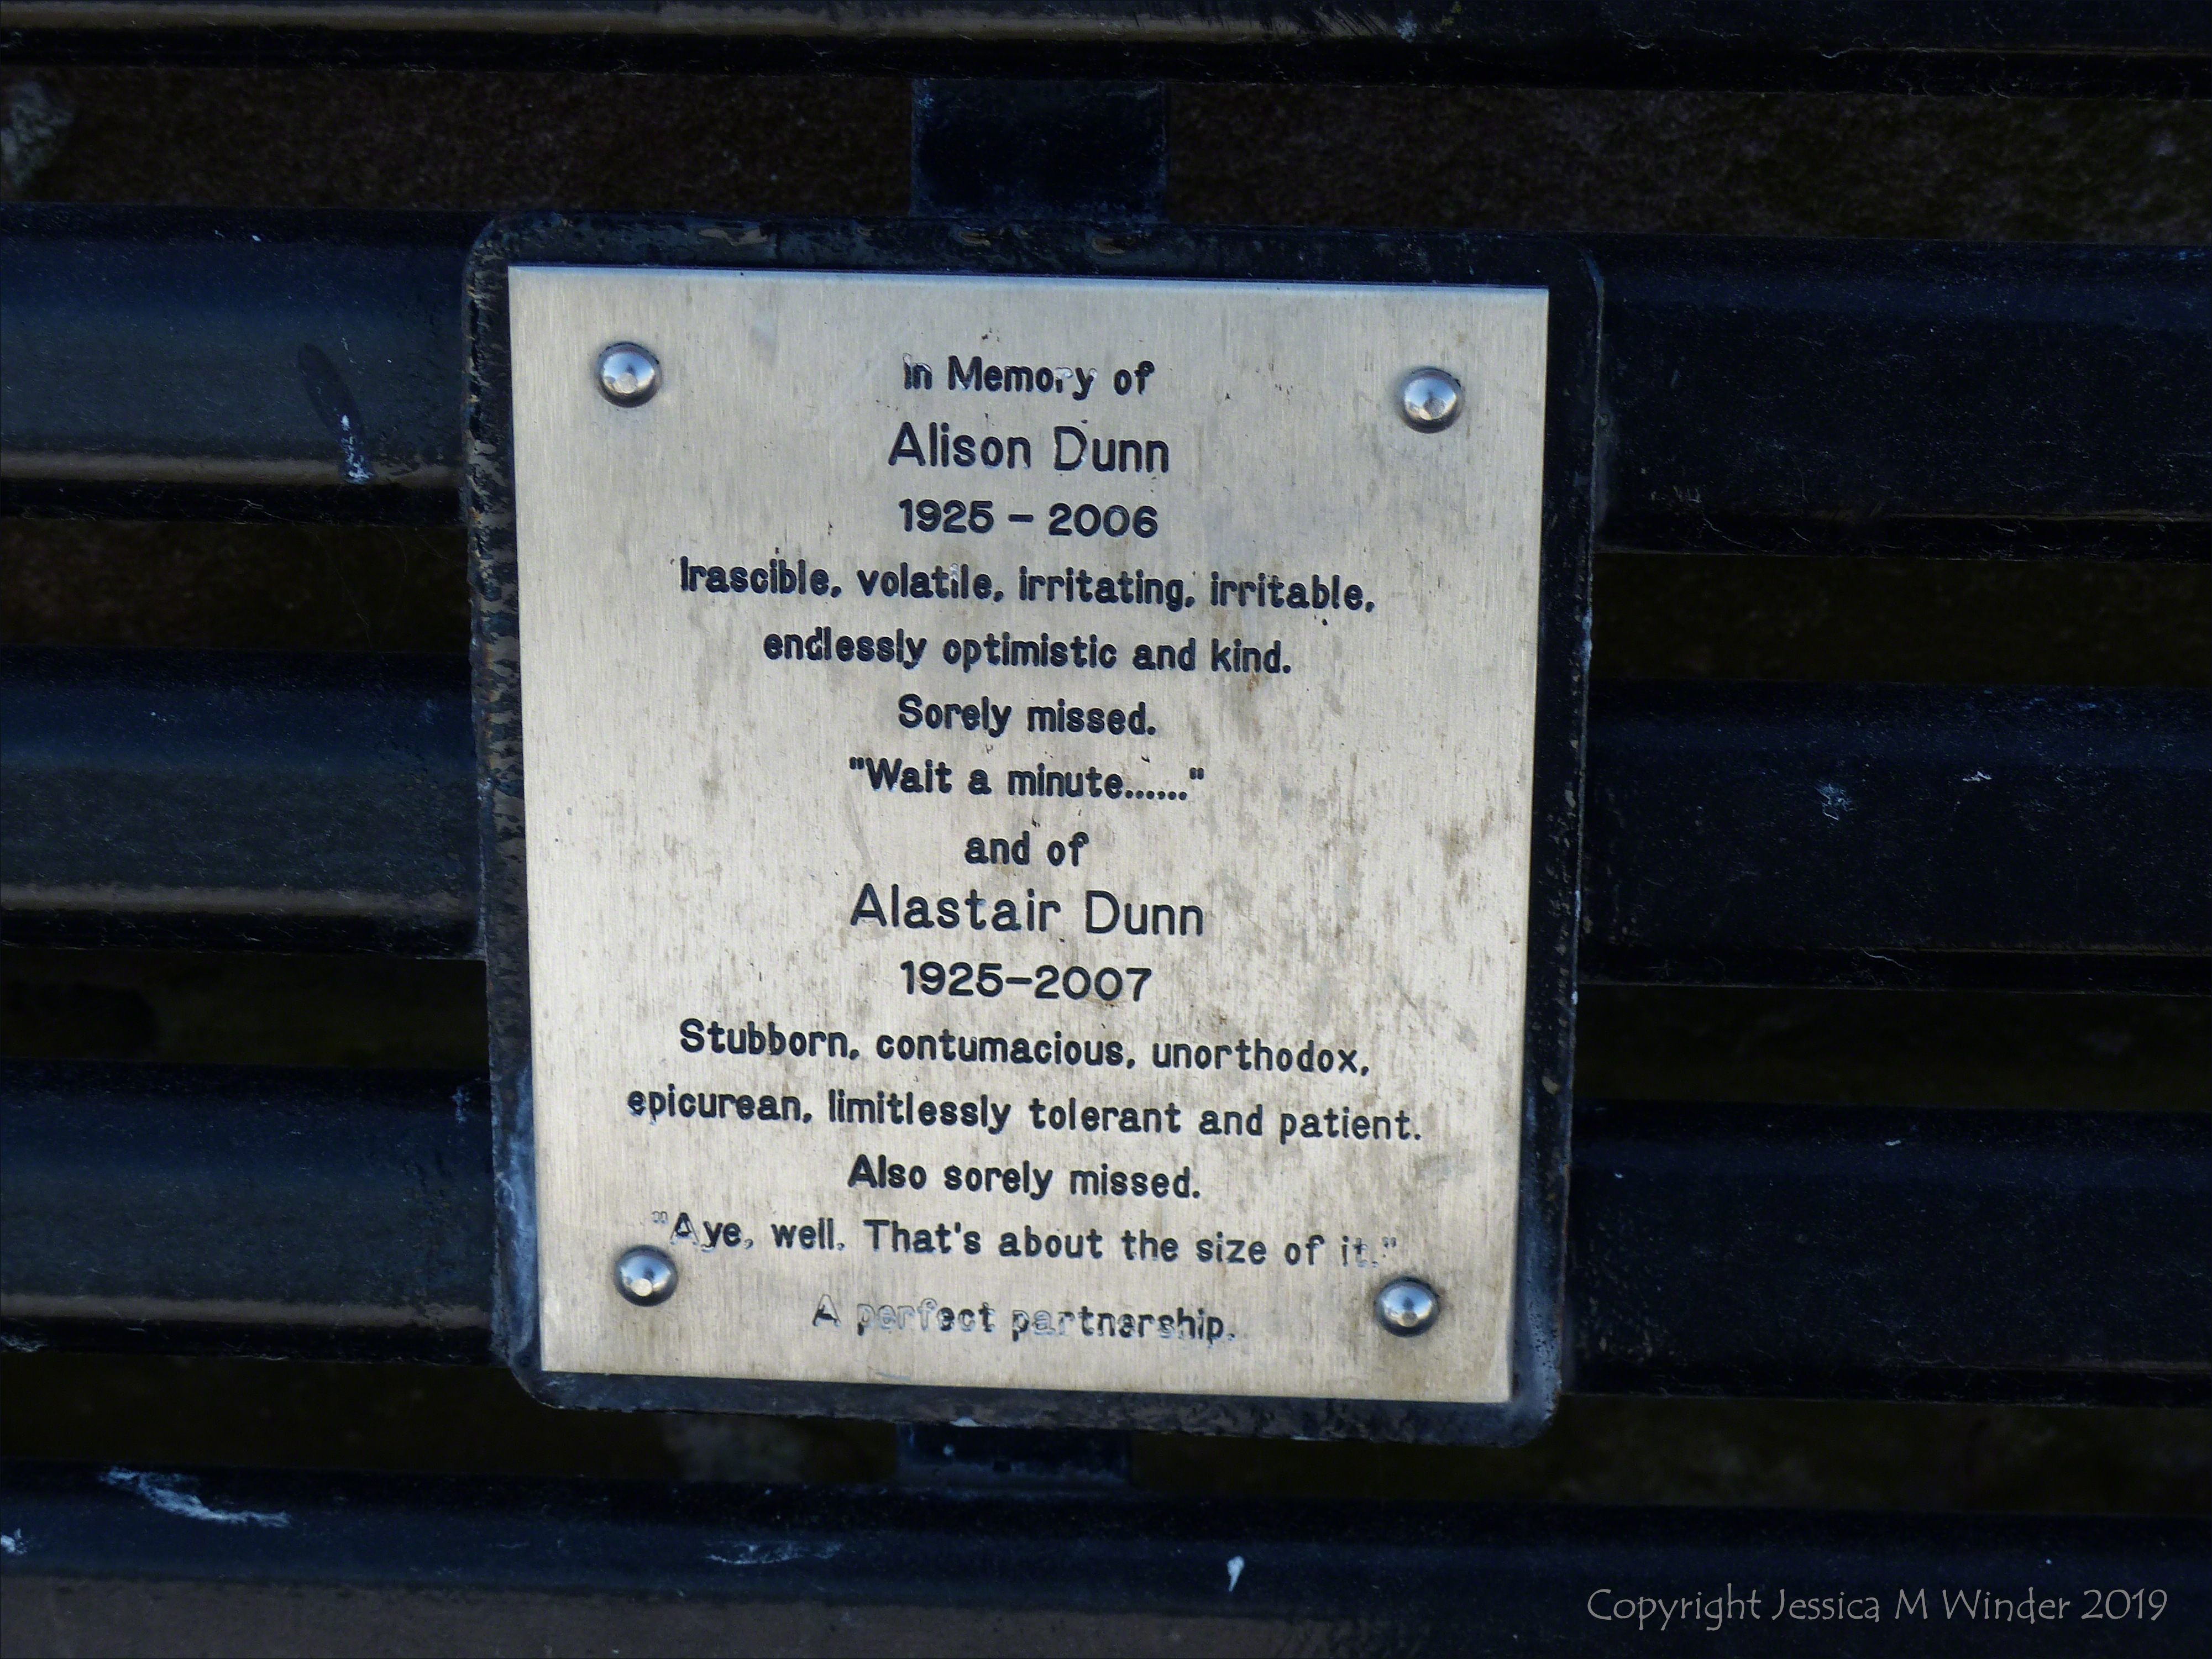 In Memory of
Alison Dunn
1925 - 2006
Irascible, volatile, irritating, irritable,
endlessly optimistic and kind.
Sorely missed.
"Wait a minute......"
and of
Alastair Dunn
1925-2007
Stubborn, contumacious, unorthodox,
epicurean, limitlessly tolerant and patient.
Also sorely missed.
"Aye, well. That's about the size of it."
A perfect partnership.
Copyright Jessica M Winder 2019